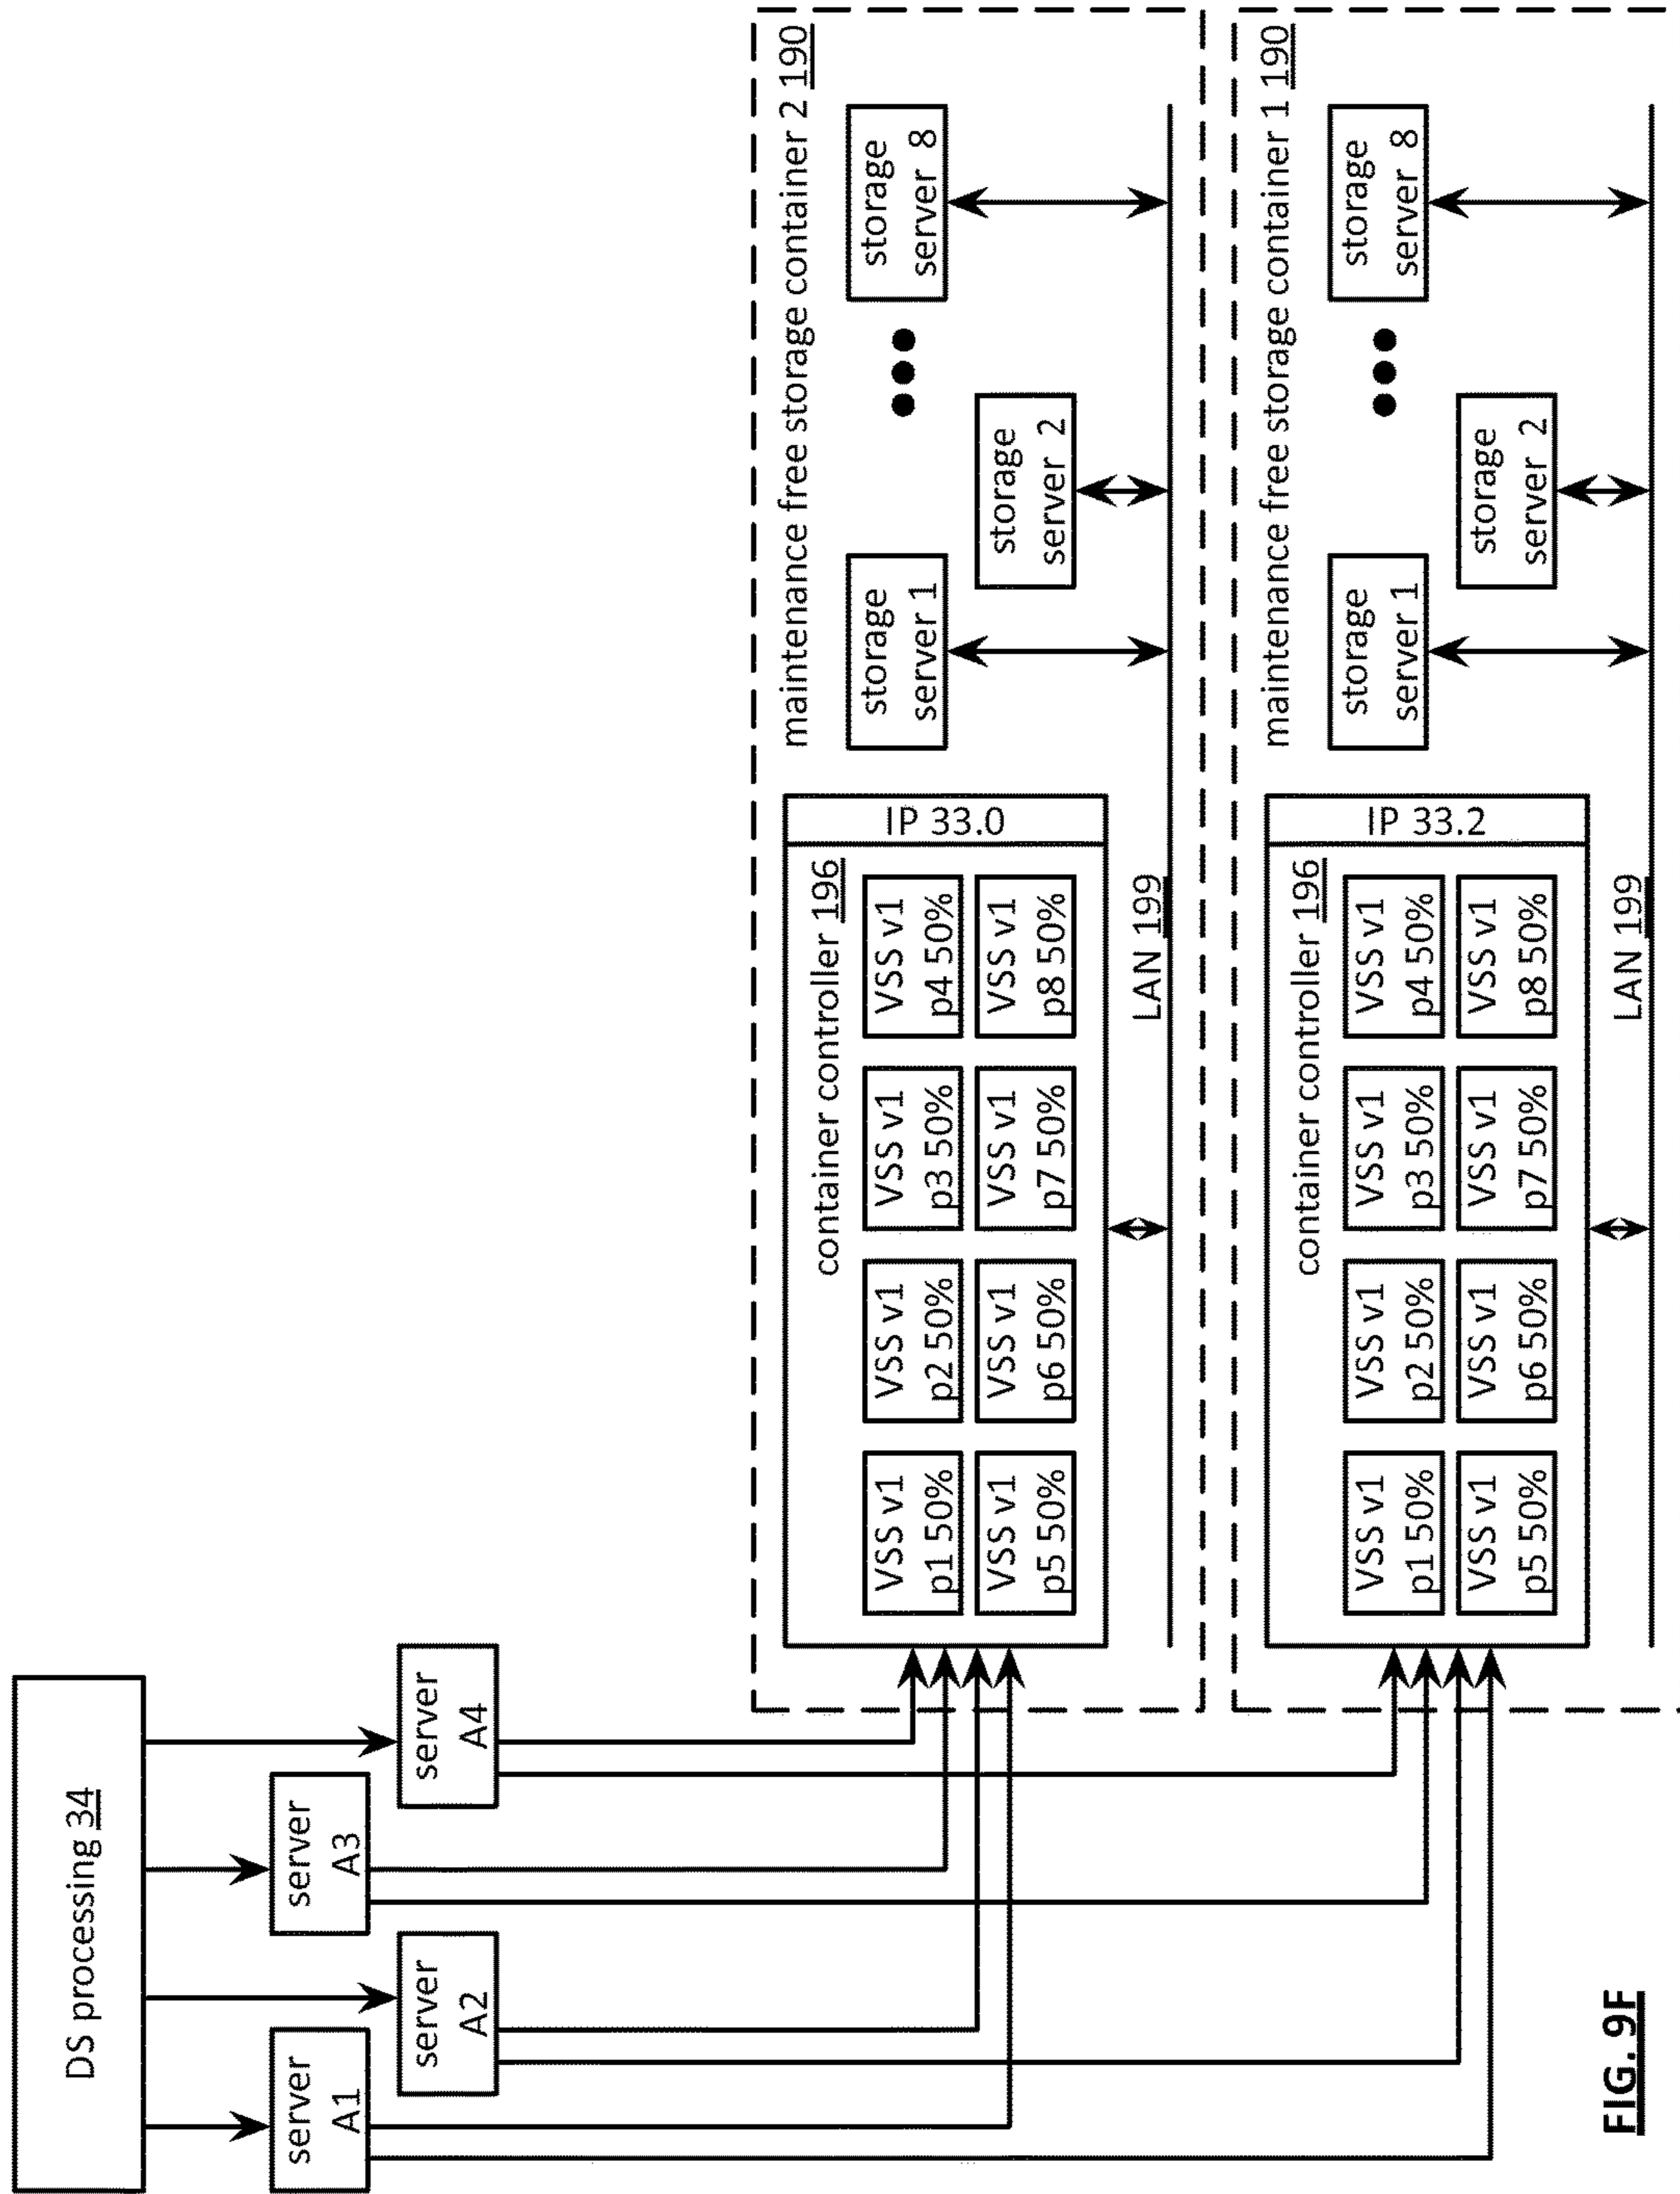 DS processing 34
server
A1
server
A2
server
A3
server
A4
maintenance free storage container 2 190
container controller 196
IP 33.0
VSS v1
p1 50%
VSS v1
p2 50%
VSS v1
p3 50%
VSS v1
p4 50%
VSS v1
p5 50%
VSS v1
p6 50%
VSS v1
p7 50%
VSS v1
p8 50%
storage
server 1
storage
server 2
storage
server 8
LAN 199
maintenance free storage container 1 190
container controller 196
IP 33.2
VSS v1
p1 50%
VSS v1
p2 50%
VSS v1
p3 50%
VSS v1
p4 50%
VSS v1
p5 50%
VSS v1
p6 50%
VSS v1
p7 50%
VSS v1
p8 50%
storage
server 1
storage
server 2
storage
server 8
LAN 199
FIG. 9F